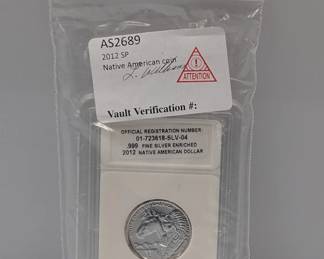 AS2689
2012 SP
Native American coin
ATTENTION
Vault Verification #:
OFFICIAL REGISTRATION NUMBER
01-723618-SLV-04
.999 FINE SILVER ENRICHED
2012 NATIVE AMERICAN DOLLAR